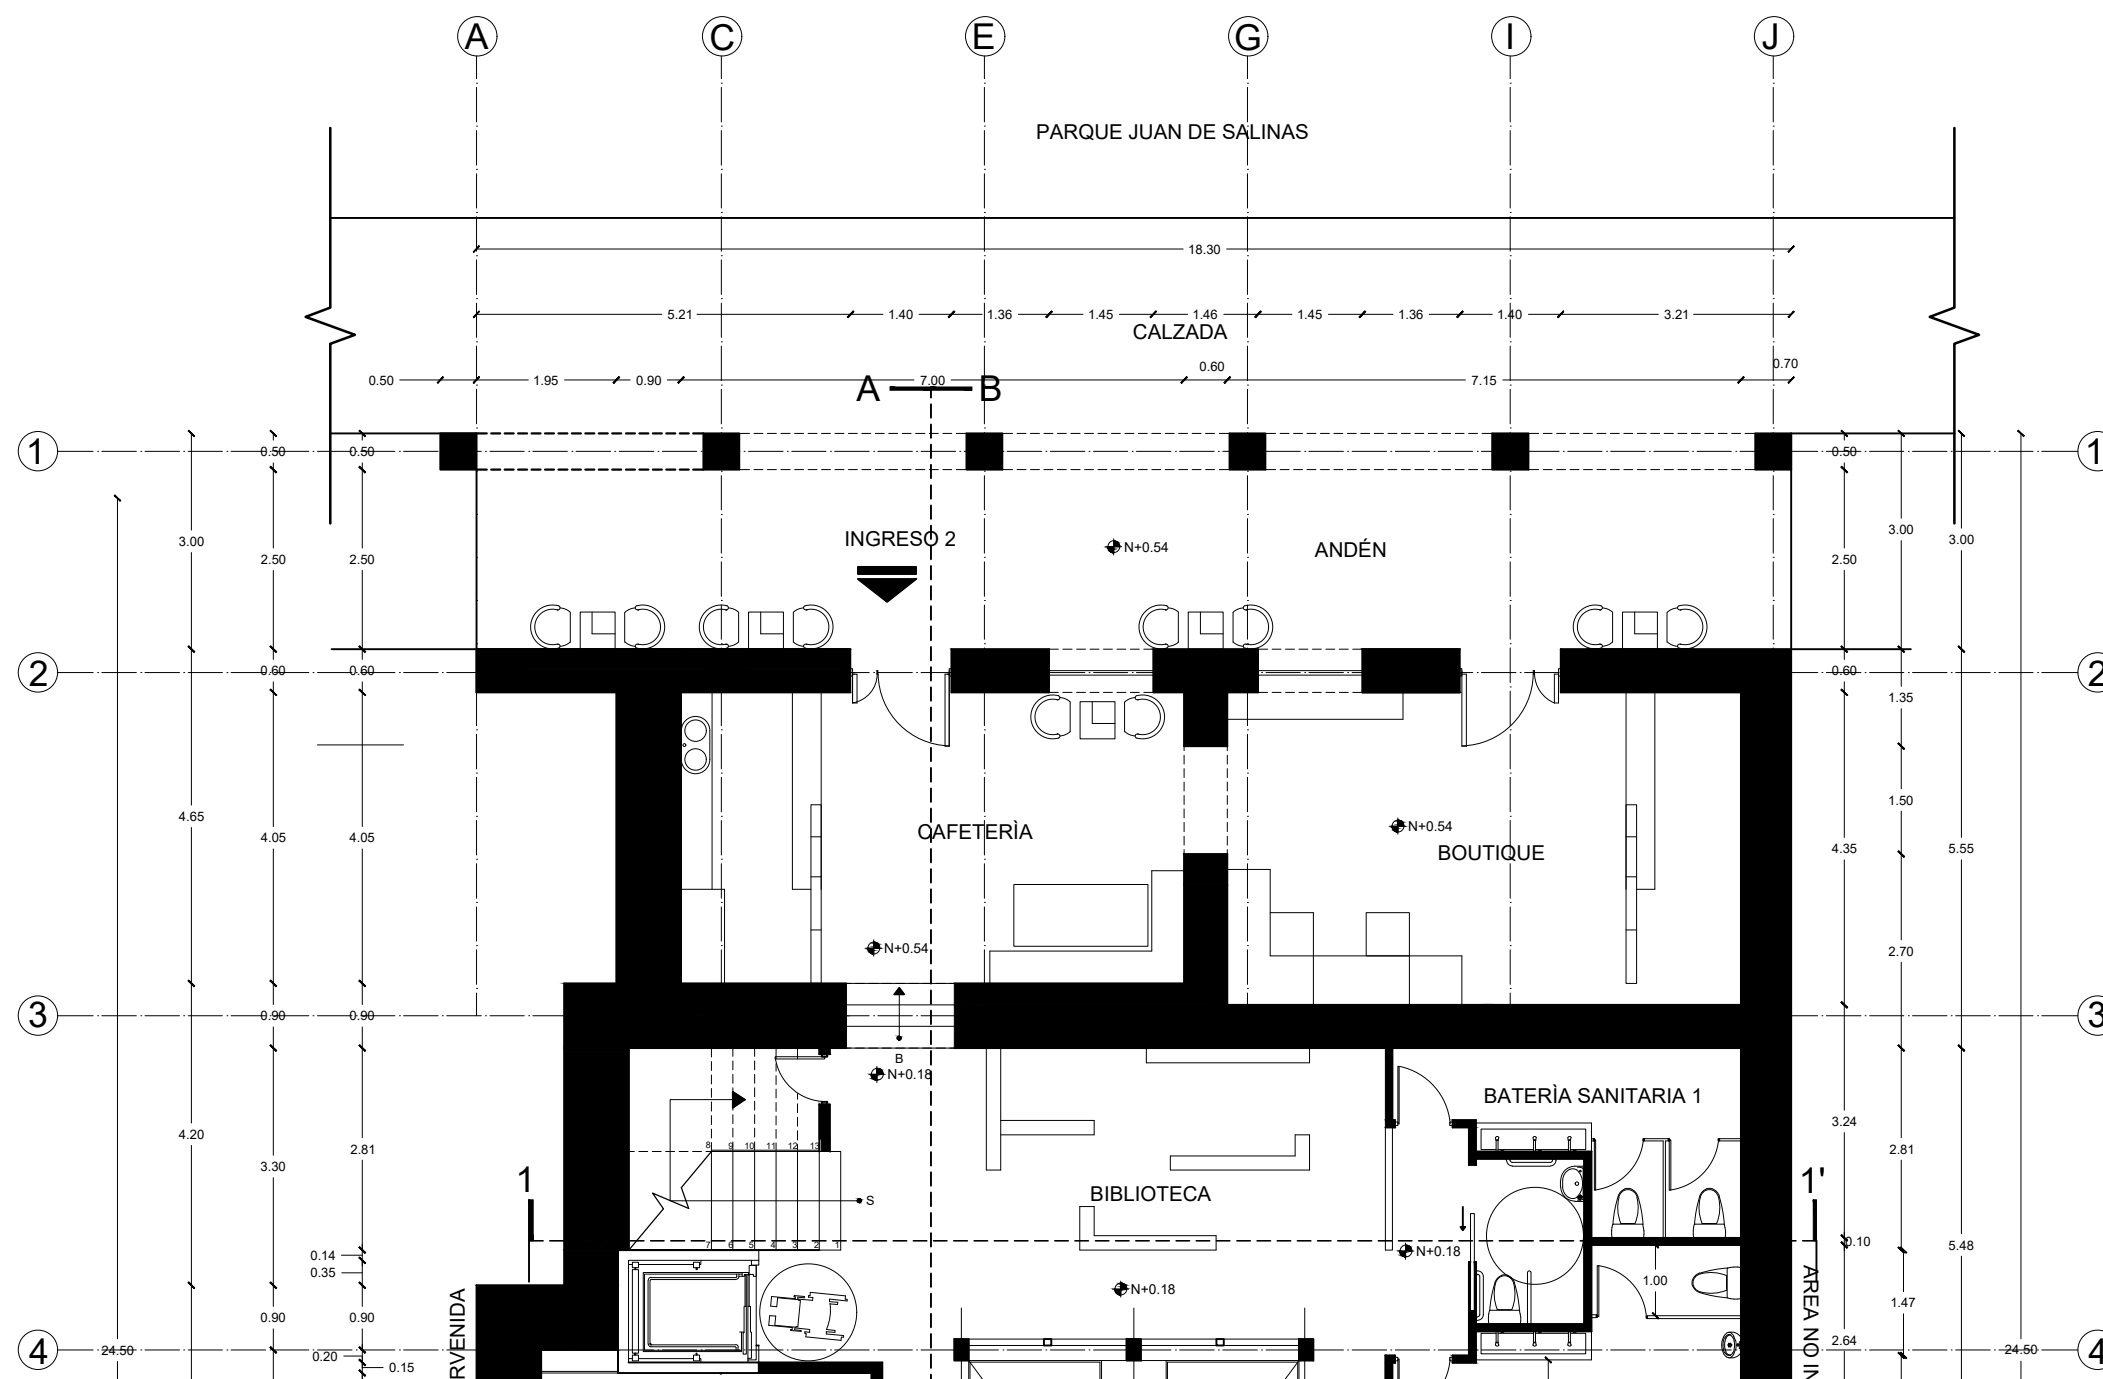 A C E G I J
PARQUE JUAN DE SALINAS
18.30
5.21 1.40 1.36 1.45 1.46 1.45 1.36 1.40 3.21
CALZADA
0.50 1.95 0.90 7.00 0.60 7.15 0.70
A B
1 0.50 0.50 0.50 1
3.00 2.50 2.50 INGRESO 2 N+0.54 ANDÉN 2.50 3.00 3.00
2 0.60 0.60 0.60 2
1.35
4.65 4.05 4.05 CAFETERÌA N+0.54 BOUTIQUE 4.35 1.50 5.55
N+0.54 2.70
3 0.90 0.90 0.90 3
B
N+0.18
BATERÌA SANITARIA 1
4.20 3.30 2.81 3.24 2.81
8 9 10 11 12 13
1 BIBLIOTECA 1'
S
7 6 5 4 3 2 1
0.14 N+0.18 0.10 5.48
0.35 N+0.18 1.00
0.90 0.90 1.47
RVENIDA AREA NO IN
4 24.50 0.20 0.15 2.64 24.50 4